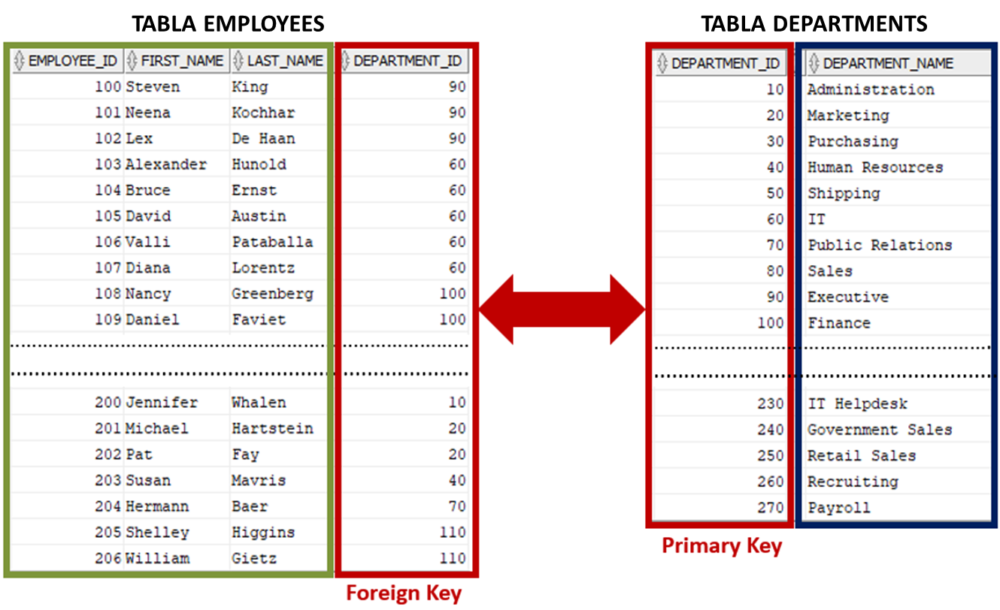 TABLA EMPLOYEES
EMPLOYEE_ID FIRST_NAME LAST_NAME DEPARTMENT_ID
100 Steven King 90
101 Neena Kochhar 90
102 Lex De Haan 90
103 Alexander Hunold 60
104 Bruce Ernst 60
105 David Austin 60
106 Valli Pataballa 60
107 Diana Lorentz 60
108 Nancy Greenberg 100
109 Daniel Faviet 100
200 Jennifer Whalen 10
201 Michael Hartstein 20
202 Pat Fay 20
203 Susan Mavris 40
204 Hermann Baer 70
205 Shelley Higgins 110
206 William Gietz 110
Foreign Key
TABLA DEPARTMENTS
DEPARTMENT_ID DEPARTMENT_NAME
10 Administration
20 Marketing
30 Purchasing
40 Human Resources
50 Shipping
60 IT
70 Public Relations
80 Sales
90 Executive
100 Finance
230 IT Helpdesk
240 Government Sales
250 Retail Sales
260 Recruiting
270 Payroll
Primary Key